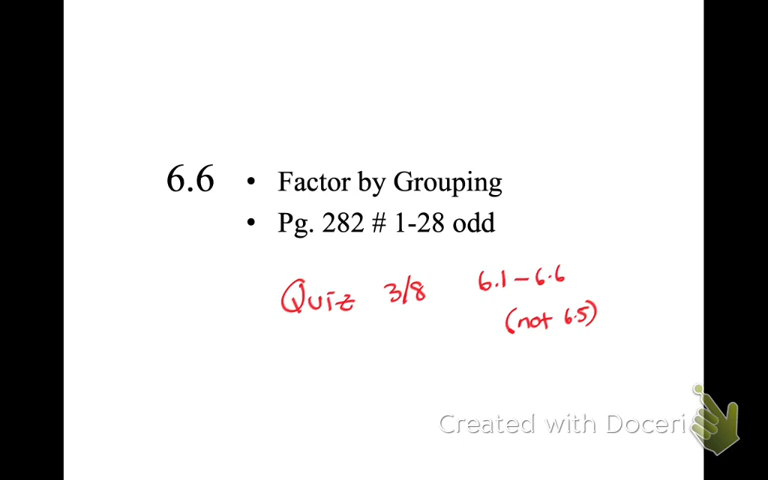 6.6 • Factor by Grouping
• Pg. 282 # 1-28 odd
Quiz 3/8 6.1-6.6
(not 6.5)
Created with Doceri